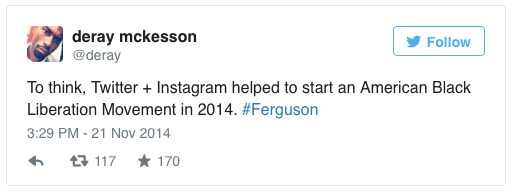 deray mckesson
@deray
Follow
To think, Twitter + Instagram helped to start an American Black
Liberation Movement in 2014. #Ferguson
3:29 PM - 21 Nov 2014
117 170